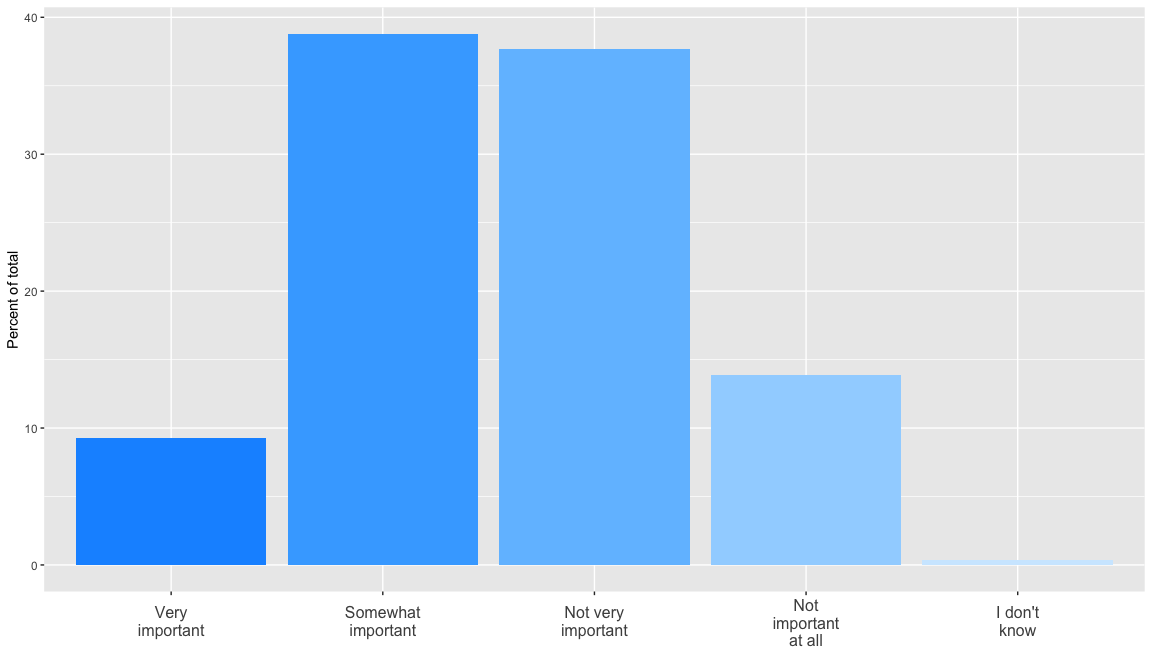 40
30
20
10
0
Percent of total
Very
important
Somewhat
important
Not very
important
Not
important
at all
I don't
know